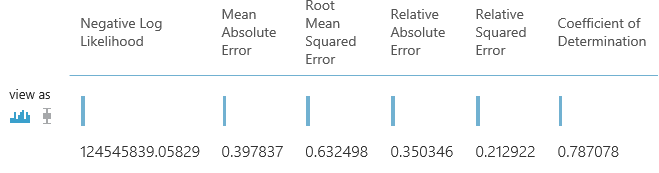 Negative Log
Likelihood
Mean
Absolute
Error
Root
Mean
Squared
Error
Relative
Absolute
Error
Relative
Squared
Error
Coefficient of
Determination
view as
124545839.05829 0.397837 0.632498 0.350346 0.212922 0.787078